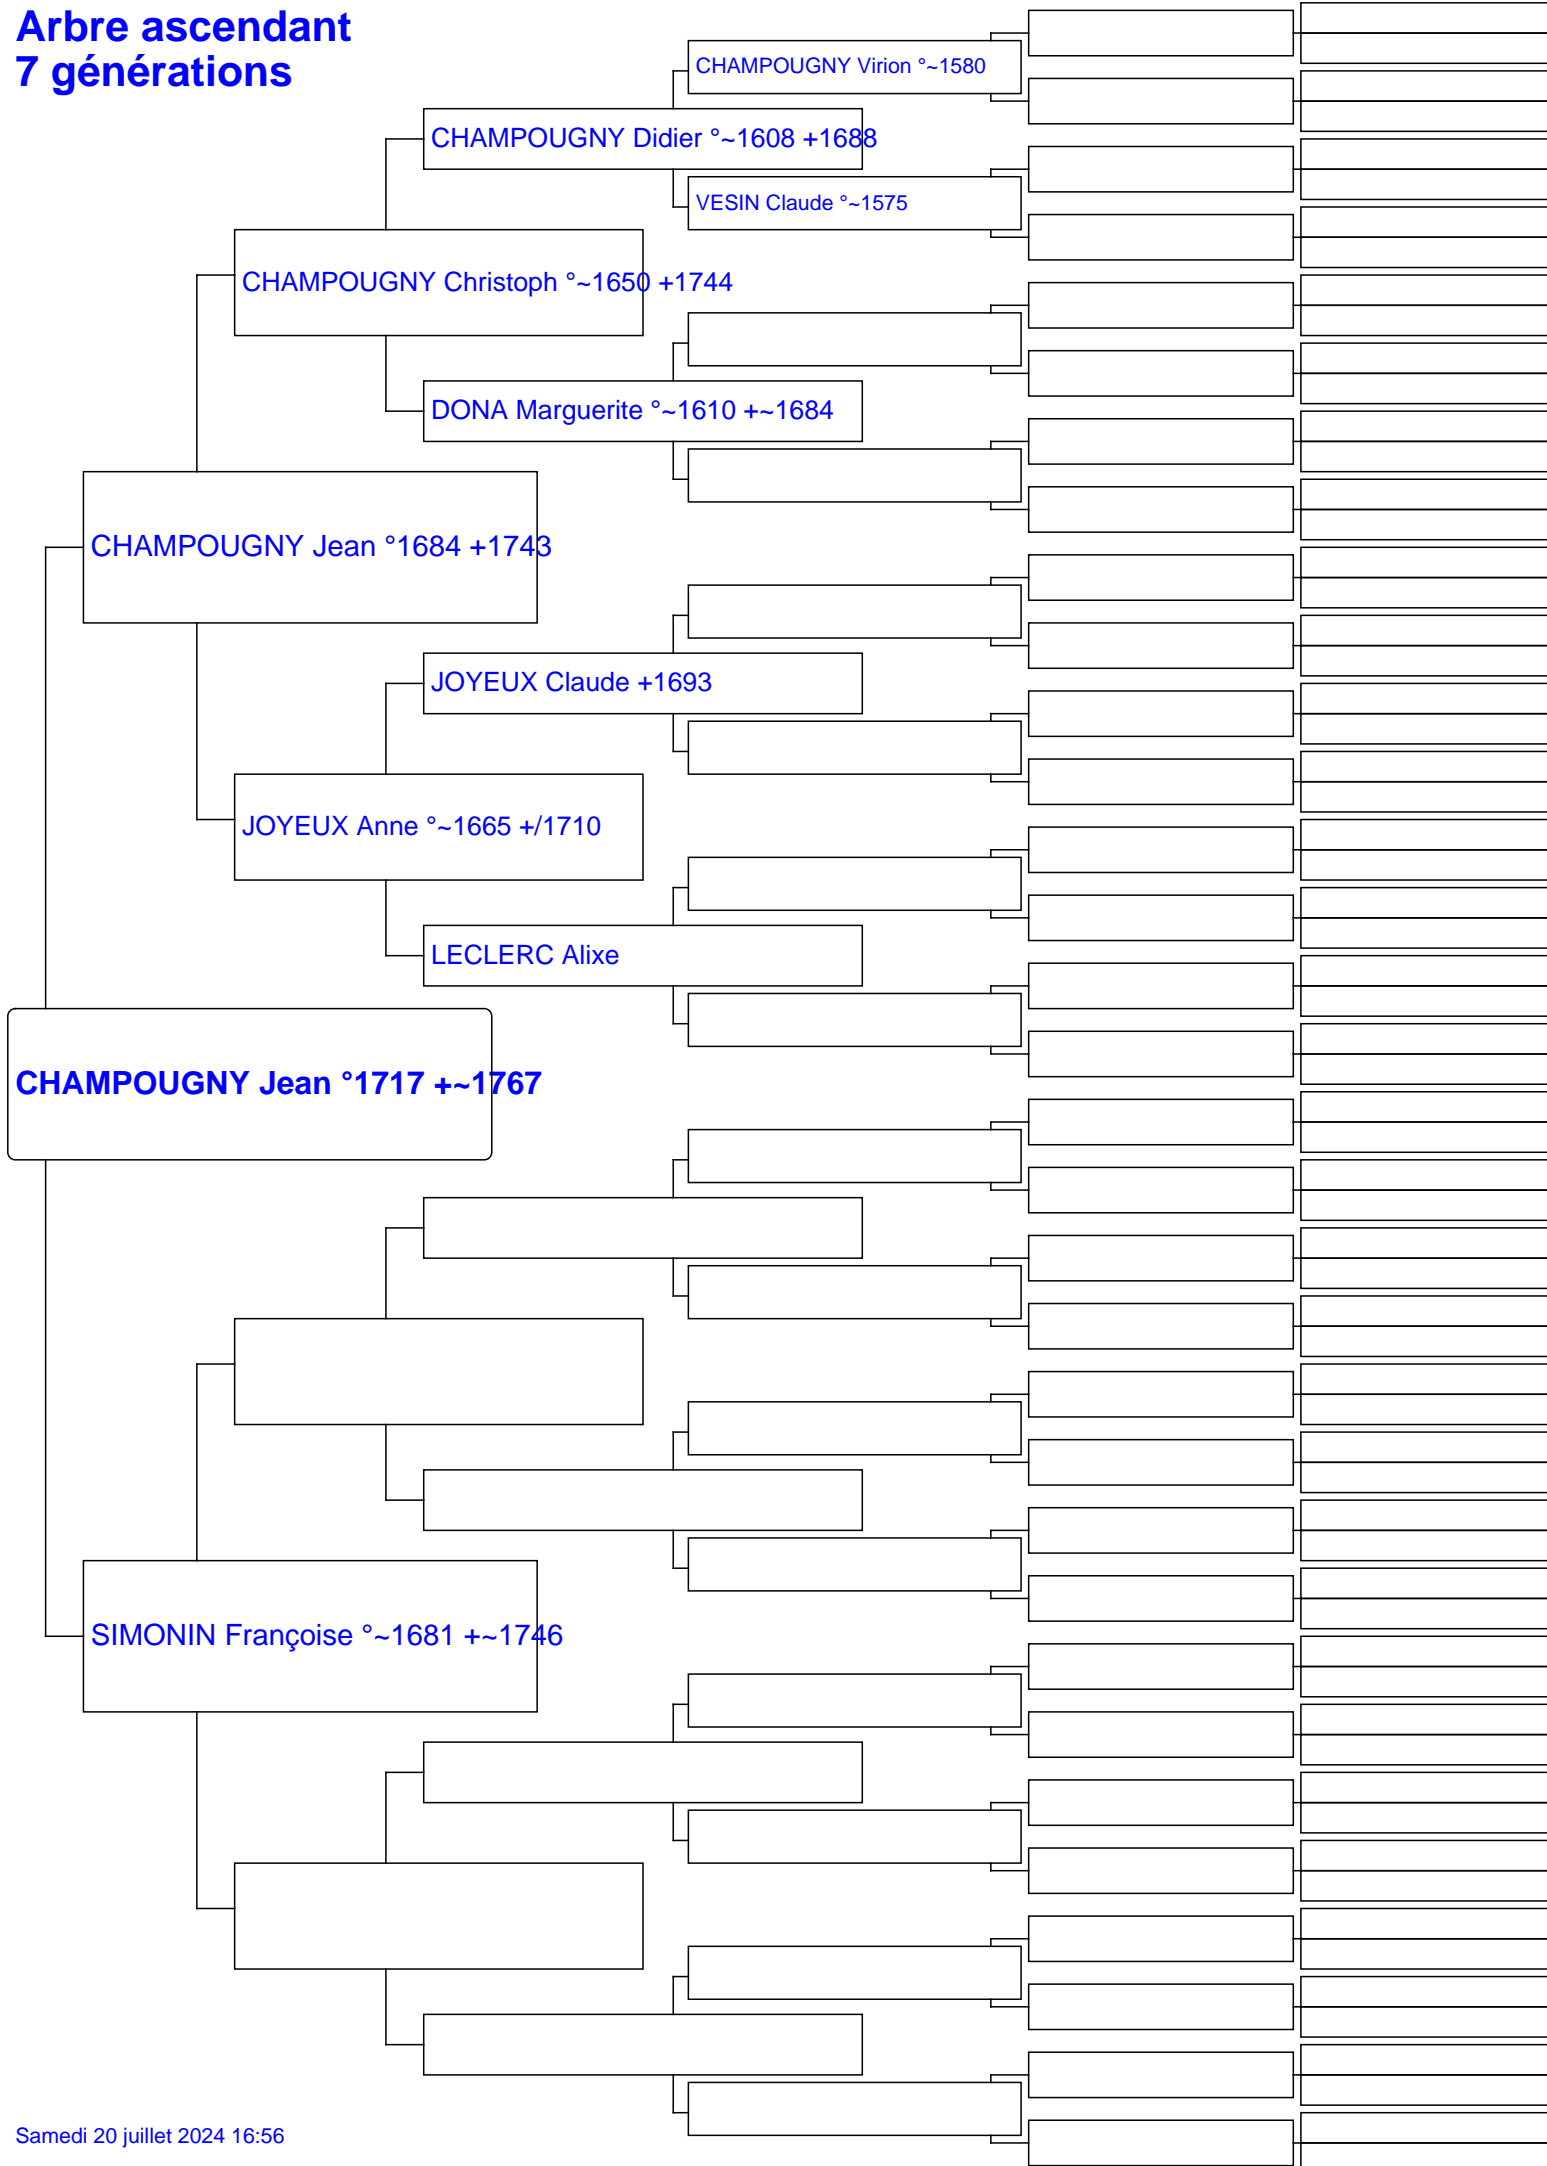 Arbre ascendant
7 générations
CHAMPOUGNY Virion °~1580
CHAMPOUGNY Didier °~1608 +1688
VESIN Claude °~1575
CHAMPOUGNY Christoph °~1650 +1744
DONA Marguerite °~1610 +~1684
CHAMPOUGNY Jean °1684 +1743
JOYEUX Claude +1693
JOYEUX Anne °~1665 +/1710
LECLERC Alixe
CHAMPOUGNY Jean °1717 +~1767
SIMONIN Françoise °~1681 +~1746
Samedi 20 juillet 2024 16:56